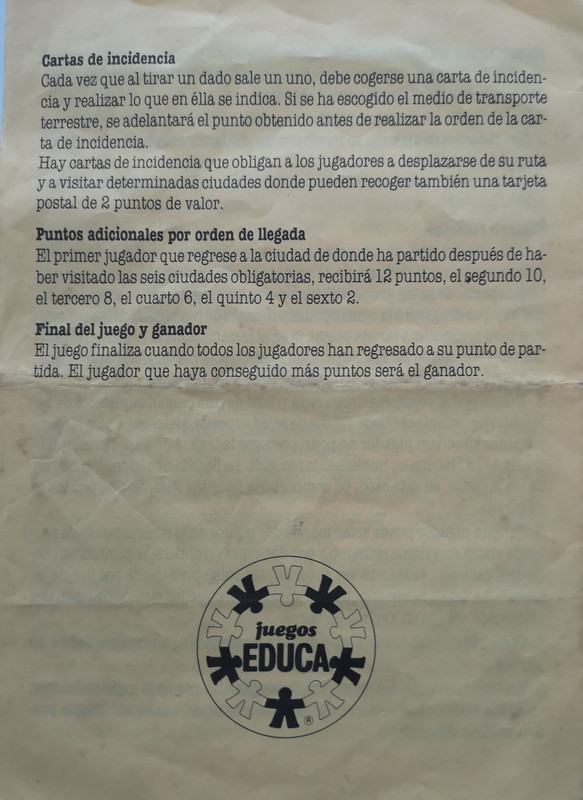 Cartas de incidencia
Cada vez que al tirar un dado sale un uno, debe cogerse una carta de inciden-
cia y realizar lo que en élla se indica. Si se ha escogido el medio de transporte
terrestre, se adelantará el punto obtenido antes de realizar la orden de la car-
ta de incidencia.
Hay cartas de incidencia que obligan a los jugadores a desplazarse de su ruta
y a visitar determinadas ciudades donde pueden recoger también una tarjeta
postal de 2 puntos de valor.
Puntos adicionales por orden de llegada
El primer jugador que regrese a la ciudad de donde ha partido después de ha-
ber visitado las seis ciudades obligatorias, recibirá 12 puntos, el segundo 10,
el tercero 8, el cuarto 6, el quinto 4 y el sexto 2.
Final del juego y ganador
El juego finaliza cuando todos los jugadores han regresado a su punto de par-
tida. El jugador que haya conseguido más puntos será el ganador.
juegos
EDUCA
®